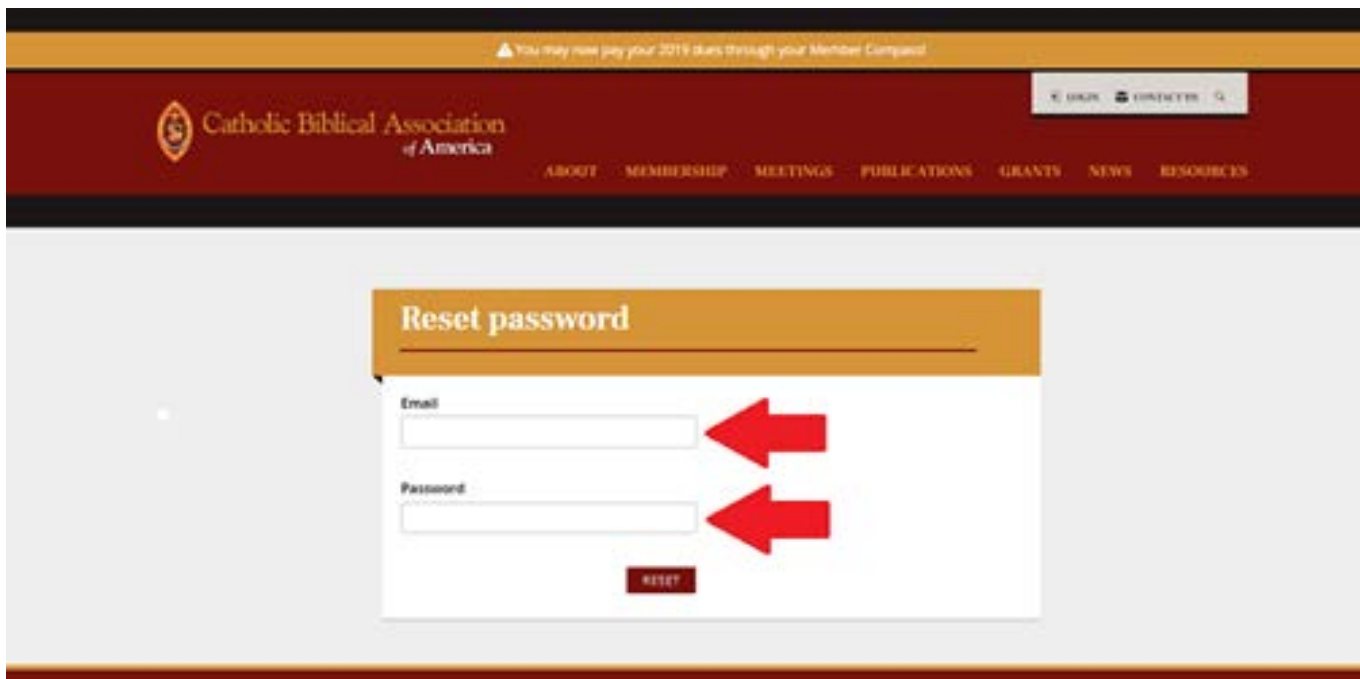 You may now pay your 2019 dues through your Member Compass!
LOGIN CONTACT US
Catholic Biblical Association
of America
ABOUT MEMBERSHIP MEETINGS PUBLICATIONS GRANTS NEWS RESOURCES
Reset password
Email
Password
RESET